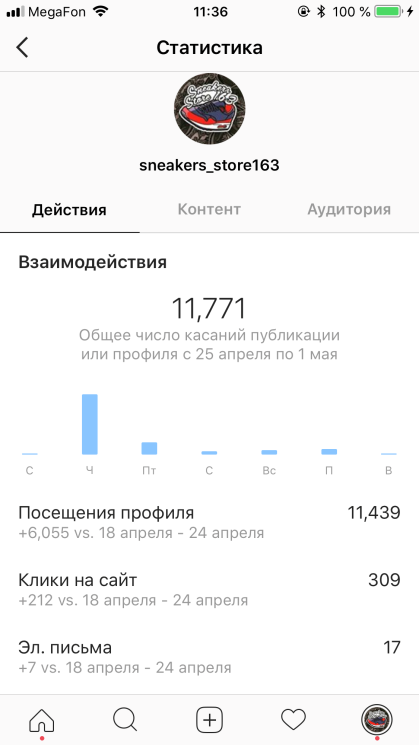 MegaFon 11:36 100 %
Статистика
Sneakers
Store 163
sneakers_store163
Действия Контент Аудитория
Взаимодействия
11,771
Общее число касаний публикации
или профиля с 25 апреля по 1 мая
С Ч Пт С Вс П В
Посещения профиля 11,439
+6,055 vs. 18 апреля - 24 апреля
Клики на сайт 309
+212 vs. 18 апреля - 24 апреля
Эл. письма 17
+7 vs. 18 апреля - 24 апреля